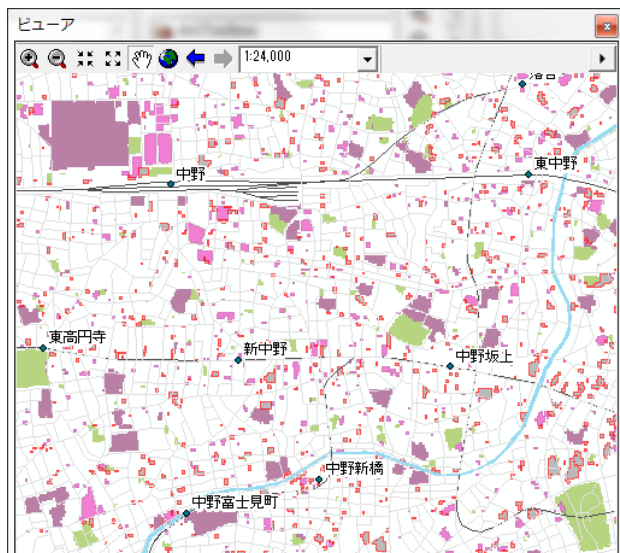 ビューア
1:24,000
中野
東中野
東高円寺
新中野
中野坂上
中野新橋
中野富士見町